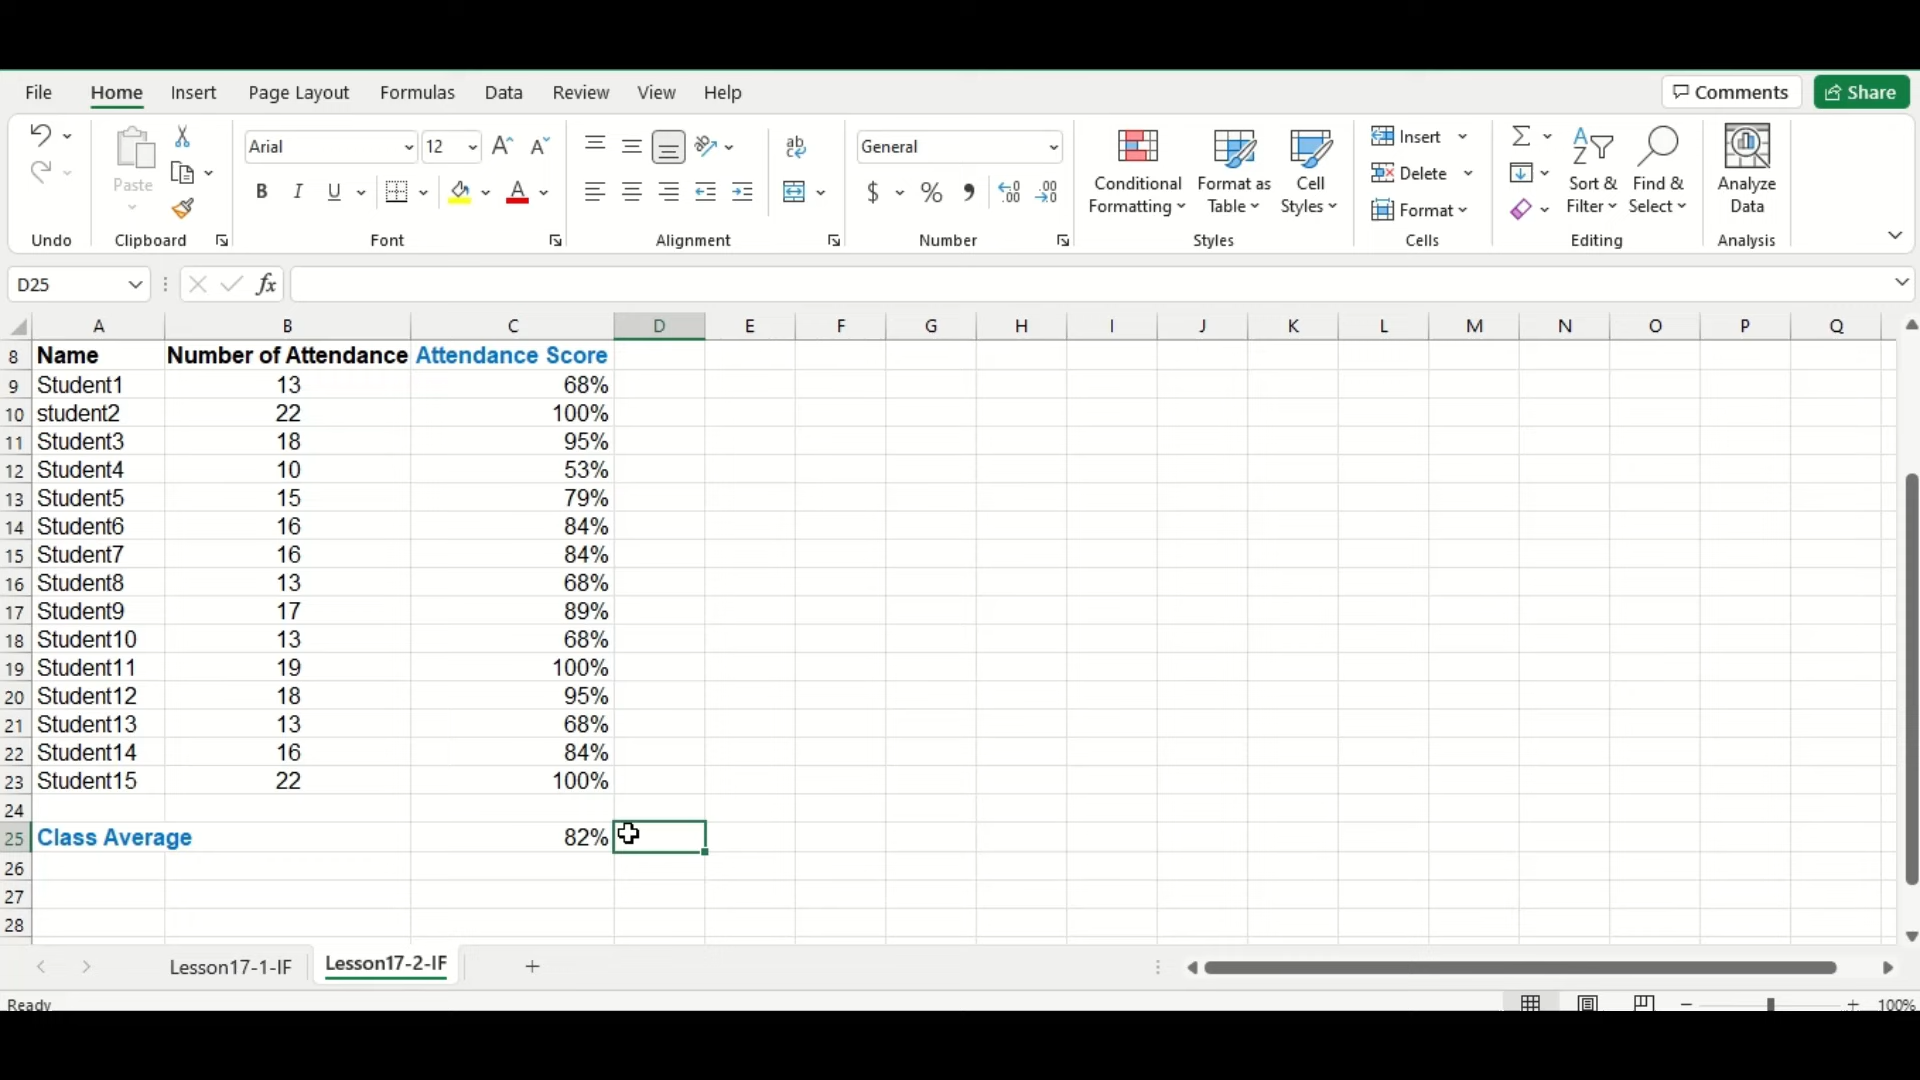 File Home Insert Page Layout Formulas Data Review View Help Comments Share
Arial 12 General Insert
Paste Conditional Format as Cell Delete Sort & Find & Analyze
B I U A $ % Formatting Table Styles Format Filter Select Data
Undo Clipboard Font Alignment Number Styles Cells Editing Analysis
D25 fx
A B C D E F G H I J K L M N O P Q
8 Name Number of Attendance Attendance Score
9 Student1 13 68%
10 student2 22 100%
11 Student3 18 95%
12 Student4 10 53%
13 Student5 15 79%
14 Student6 16 84%
15 Student7 16 84%
16 Student8 13 68%
17 Student9 17 89%
18 Student10 13 68%
19 Student11 19 100%
20 Student12 18 95%
21 Student13 13 68%
22 Student14 16 84%
23 Student15 22 100%
24
25 Class Average 82%
26
27
28
Lesson17-1-IF Lesson17-2-IF
Ready 100%